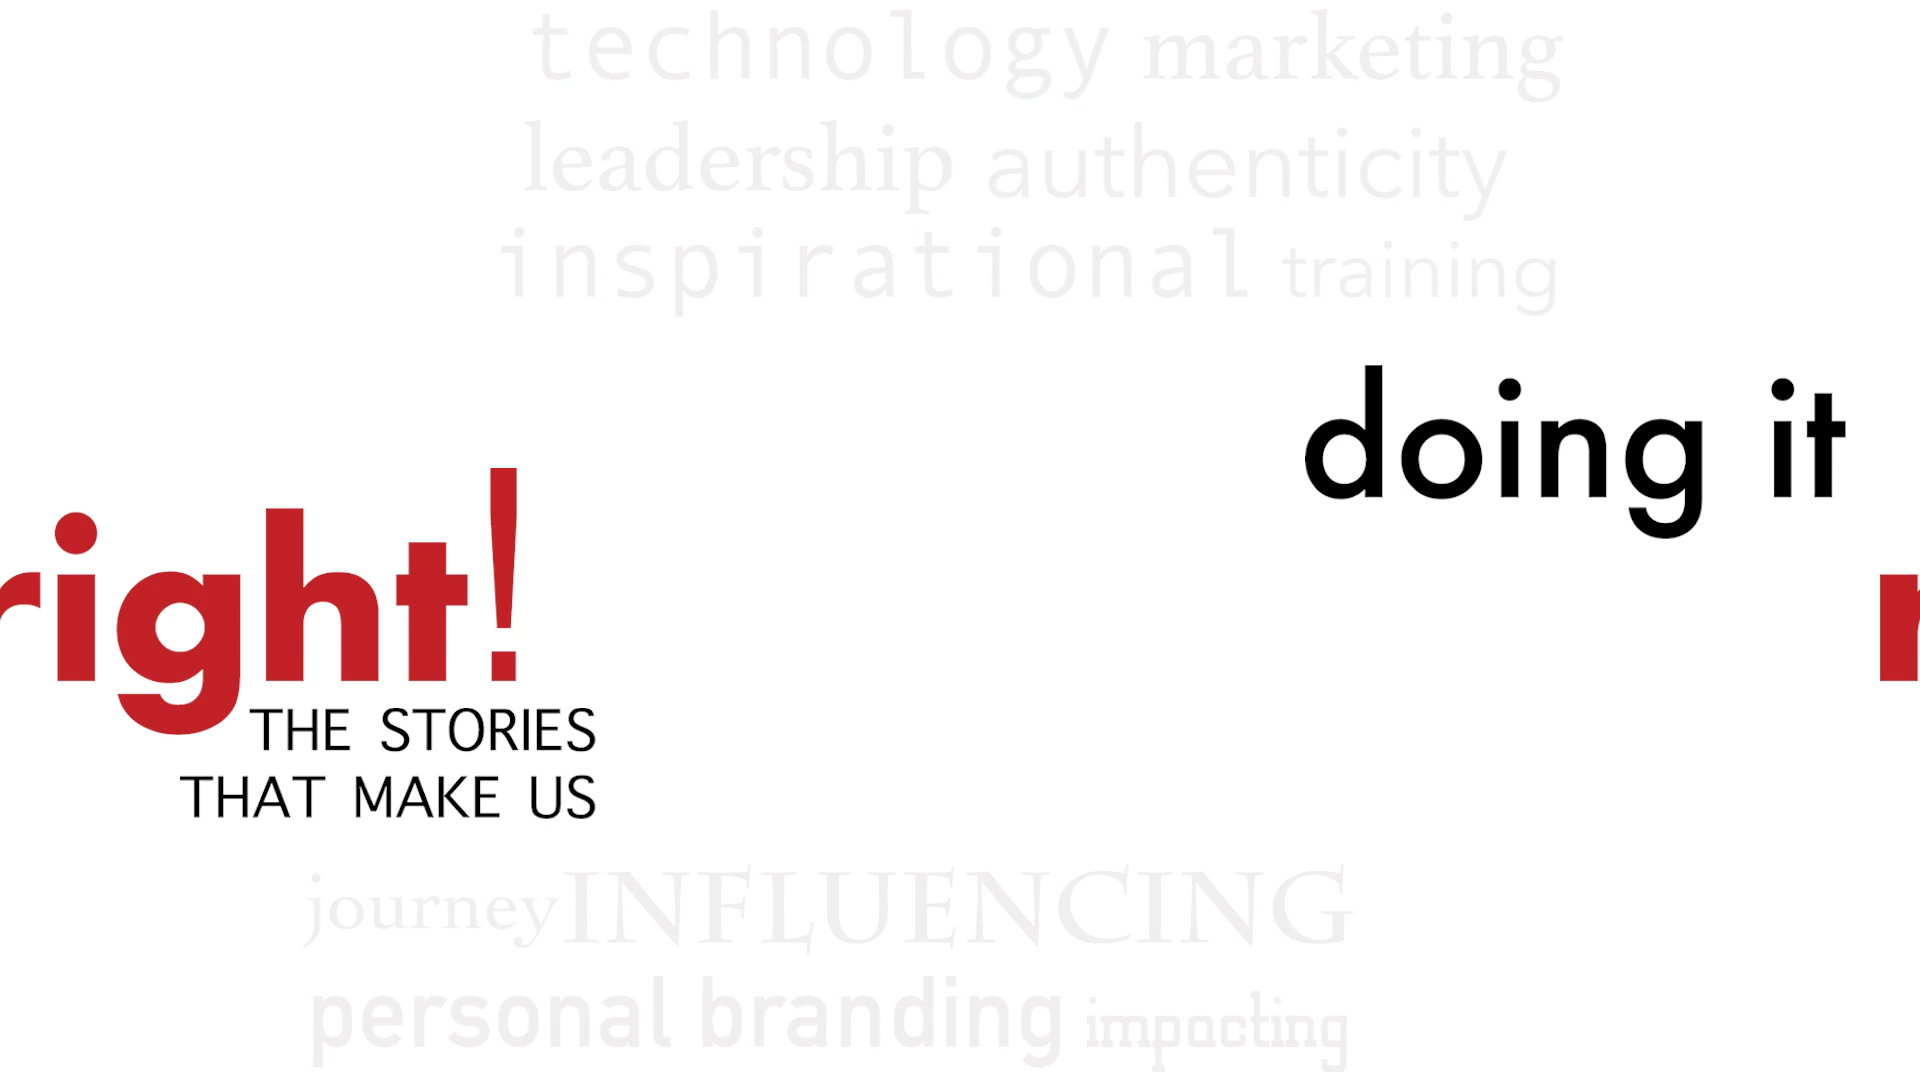 technology marketing
leadership authenticity
inspirational training
doing it
right!
THE STORIES
THAT MAKE US
journey INFLUENCING
personal branding impacting